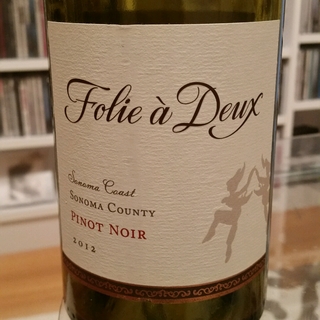 Folie à Deux
Sonoma Coast
SONOMA COUNTY
PINOT NOIR
2012